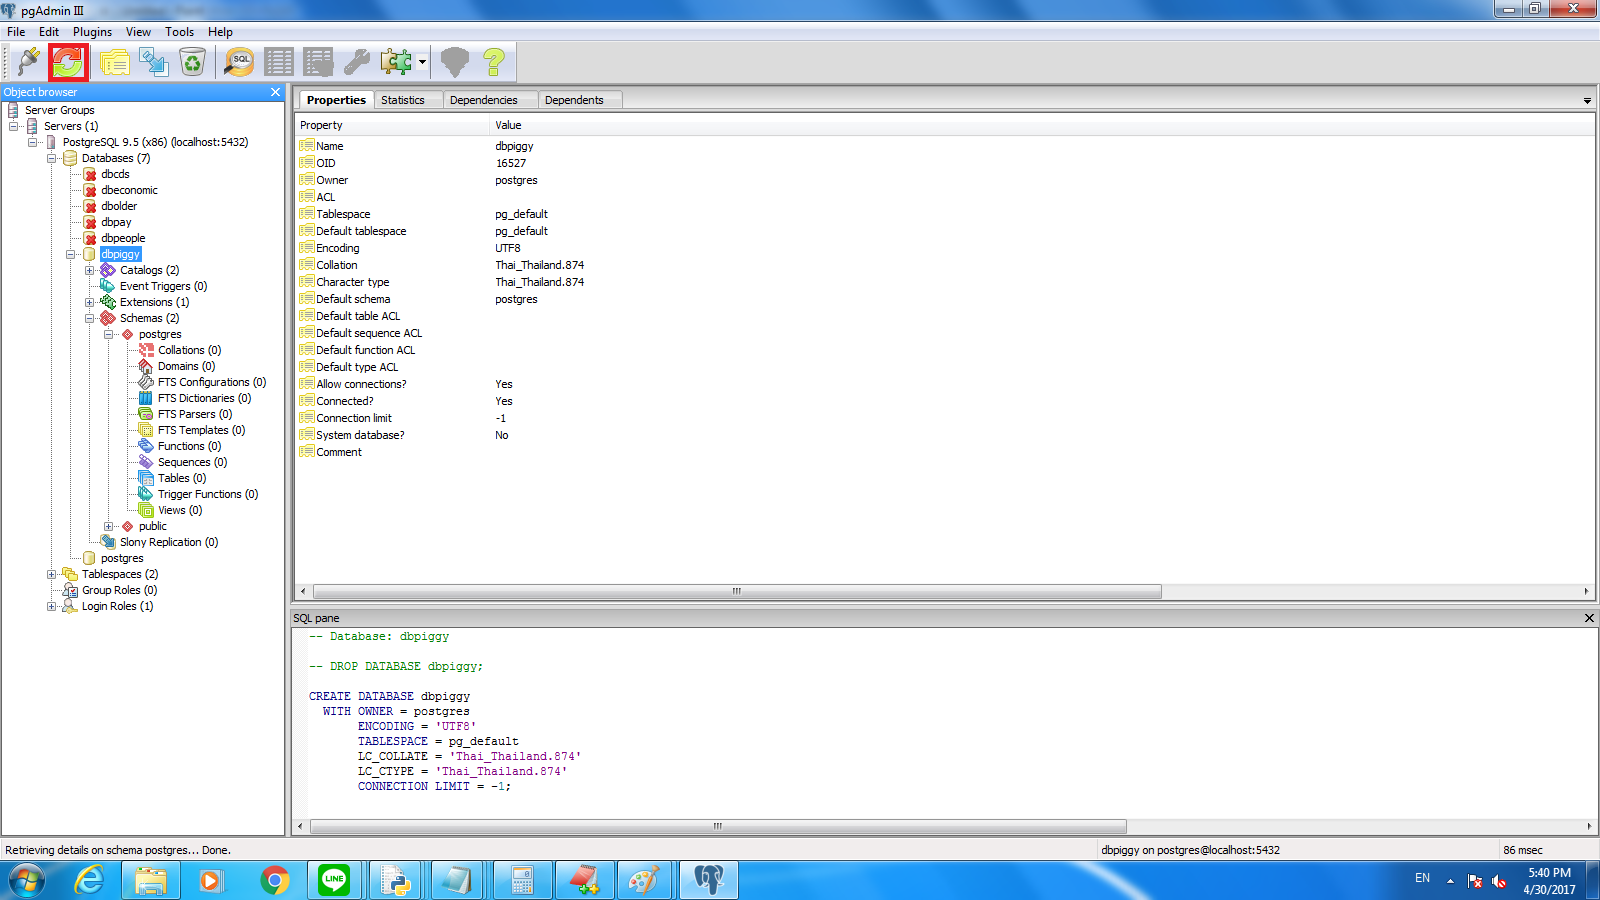 pgAdmin III
File Edit Plugins View Tools Help
SQL
Object browser
Server Groups
Servers (1)
PostgreSQL 9.5 (x86) (localhost:5432)
Databases (7)
dbcds
dbeconomic
dbolder
dbpay
dbpeople
dbpiggy
Catalogs (2)
Event Triggers (0)
Extensions (1)
Schemas (2)
postgres
Collations (0)
Domains (0)
FTS Configurations (0)
FTS Dictionaries (0)
FTS Parsers (0)
FTS Templates (0)
Functions (0)
Sequences (0)
Tables (0)
Trigger Functions (0)
Views (0)
public
Slony Replication (0)
postgres
Tablespaces (2)
Group Roles (0)
Login Roles (1)
Properties Statistics Dependencies Dependents
Property Value
Name dbpiggy
OID 16527
Owner postgres
ACL
Tablespace pg_default
Default tablespace pg_default
Encoding UTF8
Collation Thai_Thailand.874
Character type Thai_Thailand.874
Default schema postgres
Default table ACL
Default sequence ACL
Default function ACL
Default type ACL
Allow connections? Yes
Connected? Yes
Connection limit -1
System database? No
Comment
SQL pane
-- Database: dbpiggy
-- DROP DATABASE dbpiggy;
CREATE DATABASE dbpiggy
WITH OWNER = postgres
ENCODING = 'UTF8'
TABLESPACE = pg_default
LC_COLLATE = 'Thai_Thailand.874'
LC_CTYPE = 'Thai_Thailand.874'
CONNECTION LIMIT = -1;
Retrieving details on schema postgres... Done. dbpiggy on postgres@localhost:5432 86 msec
LINE
EN
5:40 PM
4/30/2017